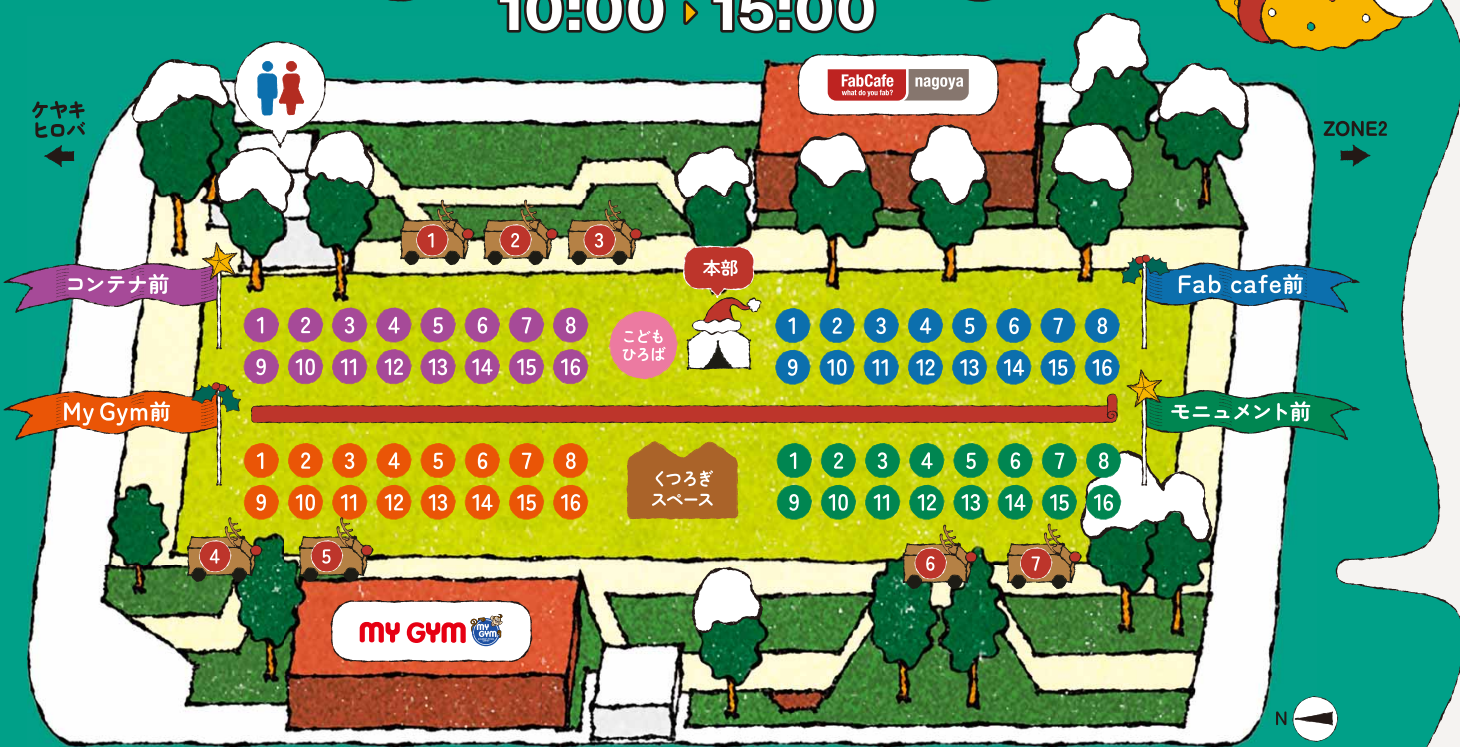 10:00 ▸ 15:00
FabCafe nagoya
what do you fab?
ケヤキ
ヒロバ
ZONE2
1 2 3
本部
コンテナ前
Fab cafe前
1 2 3 4 5 6 7 8
9 10 11 12 13 14 15 16
こども
ひろば
1 2 3 4 5 6 7 8
9 10 11 12 13 14 15 16
My Gym前
モニュメント前
1 2 3 4 5 6 7 8
9 10 11 12 13 14 15 16
くつろぎ
スペース
1 2 3 4 5 6 7 8
9 10 11 12 13 14 15 16
4 5 6 7
MY GYM
MY
GYM
N